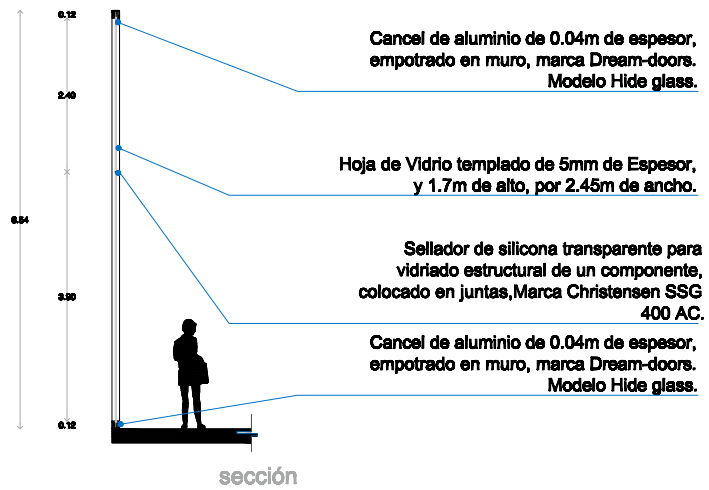 0.12
Cancel de aluminio de 0.04m de espesor,
empotrado en muro, marca Dream-doors.
Modelo Hide glass.
2.40
Hoja de Vidrio templado de 5mm de Espesor,
y 1.7m de alto, por 2.45m de ancho.
6.54
Sellador de silicona transparente para
vidriado estructural de un componente,
colocado en juntas,Marca Christensen SSG
400 AC.
3.90
Cancel de aluminio de 0.04m de espesor,
empotrado en muro, marca Dream-doors.
Modelo Hide glass.
0.12
sección